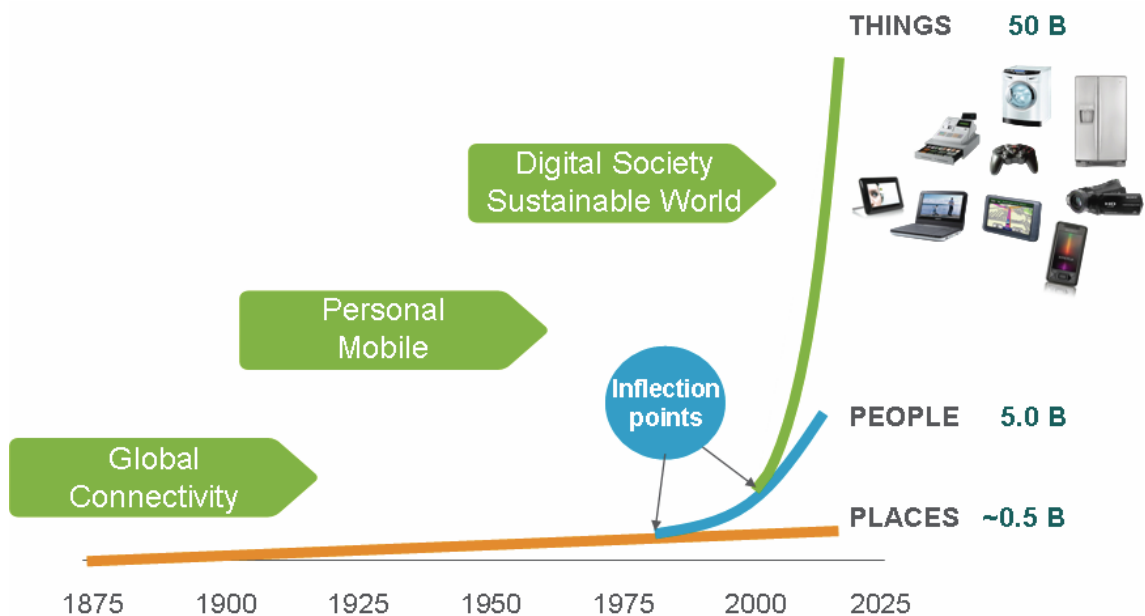 THINGS 50 B
Digital Society
Sustainable World
Personal
Mobile
Inflection
points
PEOPLE 5.0 B
Global
Connectivity
PLACES ~0.5 B
1875 1900 1925 1950 1975 2000 2025